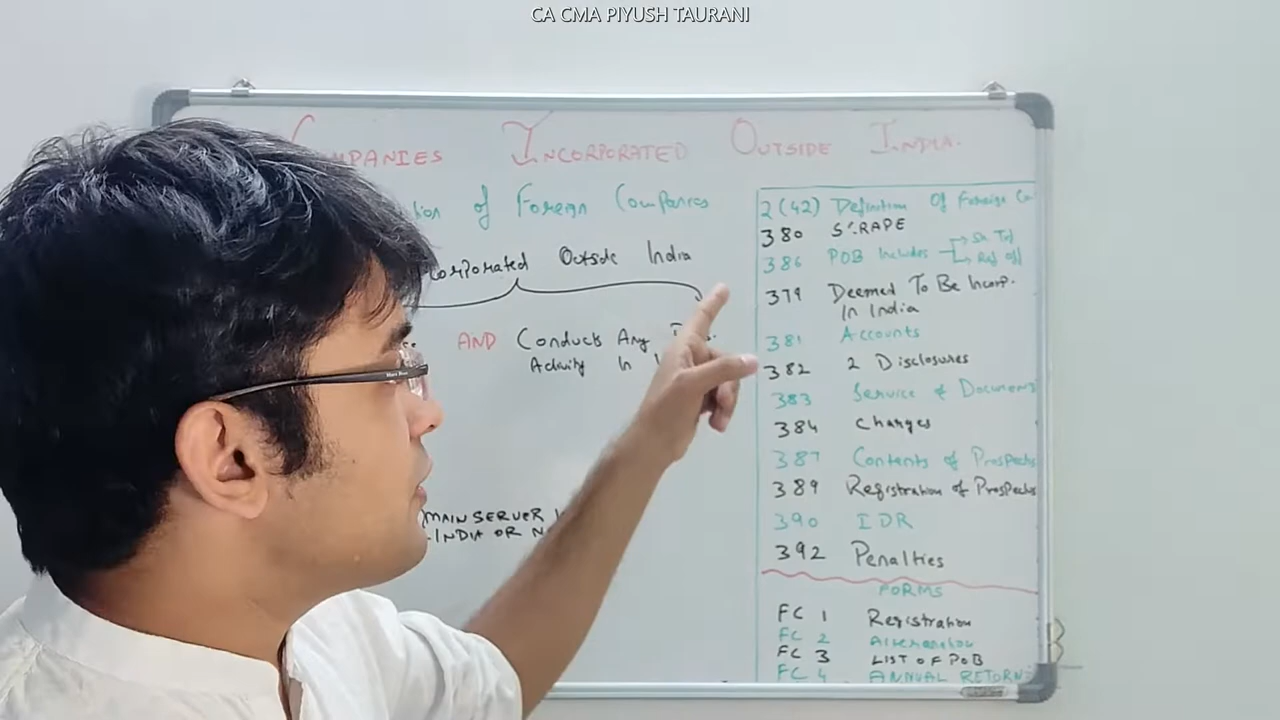 CA CMA PIYUSH TAURANI
COMPANIES INCORPORATED OUTSIDE INDIA.
of Foreign Companies
Outside India
AND Conducts Any
Activity In
MAIN SERVER
INDIA OR
2(42) Definition Of Foreign Co
380 S'.RAPE
386 POB Includes
379 Deemed To Be Incorp.
In India
381 Accounts
382 2 Disclosures
383 Service of Document
384 Charges
387 Contents of Prospectus
389 Registration of Prospectus
390 IDR
392 Penalties
FORMS
FC 1 Registration
FC 2 Alteration
FC 3 LIST OF POB
FC 4 ANNUAL RETURN